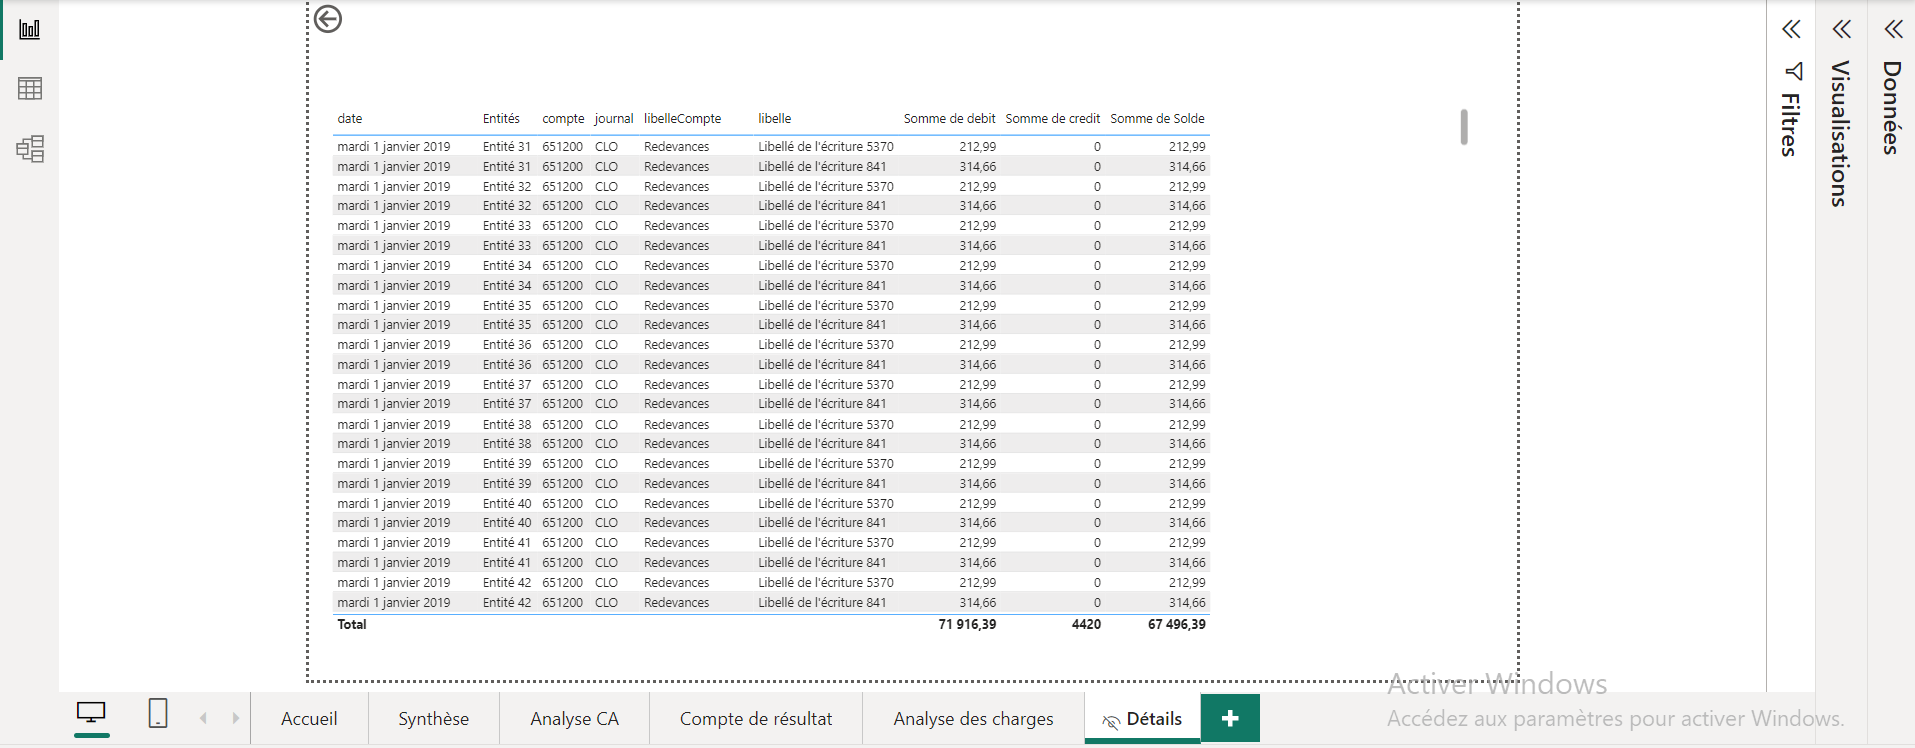 date Entités compte journal libelleCompte libelle Somme de debit Somme de credit Somme de Solde
mardi 1 janvier 2019 Entité 31 651200 CLO Redevances Libellé de l'écriture 5370 212,99 0 212,99
mardi 1 janvier 2019 Entité 31 651200 CLO Redevances Libellé de l'écriture 841 314,66 0 314,66
mardi 1 janvier 2019 Entité 32 651200 CLO Redevances Libellé de l'écriture 5370 212,99 0 212,99
mardi 1 janvier 2019 Entité 32 651200 CLO Redevances Libellé de l'écriture 841 314,66 0 314,66
mardi 1 janvier 2019 Entité 33 651200 CLO Redevances Libellé de l'écriture 5370 212,99 0 212,99
mardi 1 janvier 2019 Entité 33 651200 CLO Redevances Libellé de l'écriture 841 314,66 0 314,66
mardi 1 janvier 2019 Entité 34 651200 CLO Redevances Libellé de l'écriture 5370 212,99 0 212,99
mardi 1 janvier 2019 Entité 34 651200 CLO Redevances Libellé de l'écriture 841 314,66 0 314,66
mardi 1 janvier 2019 Entité 35 651200 CLO Redevances Libellé de l'écriture 5370 212,99 0 212,99
mardi 1 janvier 2019 Entité 35 651200 CLO Redevances Libellé de l'écriture 841 314,66 0 314,66
mardi 1 janvier 2019 Entité 36 651200 CLO Redevances Libellé de l'écriture 5370 212,99 0 212,99
mardi 1 janvier 2019 Entité 36 651200 CLO Redevances Libellé de l'écriture 841 314,66 0 314,66
mardi 1 janvier 2019 Entité 37 651200 CLO Redevances Libellé de l'écriture 5370 212,99 0 212,99
mardi 1 janvier 2019 Entité 37 651200 CLO Redevances Libellé de l'écriture 841 314,66 0 314,66
mardi 1 janvier 2019 Entité 38 651200 CLO Redevances Libellé de l'écriture 5370 212,99 0 212,99
mardi 1 janvier 2019 Entité 38 651200 CLO Redevances Libellé de l'écriture 841 314,66 0 314,66
mardi 1 janvier 2019 Entité 39 651200 CLO Redevances Libellé de l'écriture 5370 212,99 0 212,99
mardi 1 janvier 2019 Entité 39 651200 CLO Redevances Libellé de l'écriture 841 314,66 0 314,66
mardi 1 janvier 2019 Entité 40 651200 CLO Redevances Libellé de l'écriture 5370 212,99 0 212,99
mardi 1 janvier 2019 Entité 40 651200 CLO Redevances Libellé de l'écriture 841 314,66 0 314,66
mardi 1 janvier 2019 Entité 41 651200 CLO Redevances Libellé de l'écriture 5370 212,99 0 212,99
mardi 1 janvier 2019 Entité 41 651200 CLO Redevances Libellé de l'écriture 841 314,66 0 314,66
mardi 1 janvier 2019 Entité 42 651200 CLO Redevances Libellé de l'écriture 5370 212,99 0 212,99
mardi 1 janvier 2019 Entité 42 651200 CLO Redevances Libellé de l'écriture 841 314,66 0 314,66
Total 71 916,39 4420 67 496,39
Filtres
Visualisations
Données
Activer Windows
Accédez aux paramètres pour activer Windows.
Accueil Synthèse Analyse CA Compte de résultat Analyse des charges Détails +